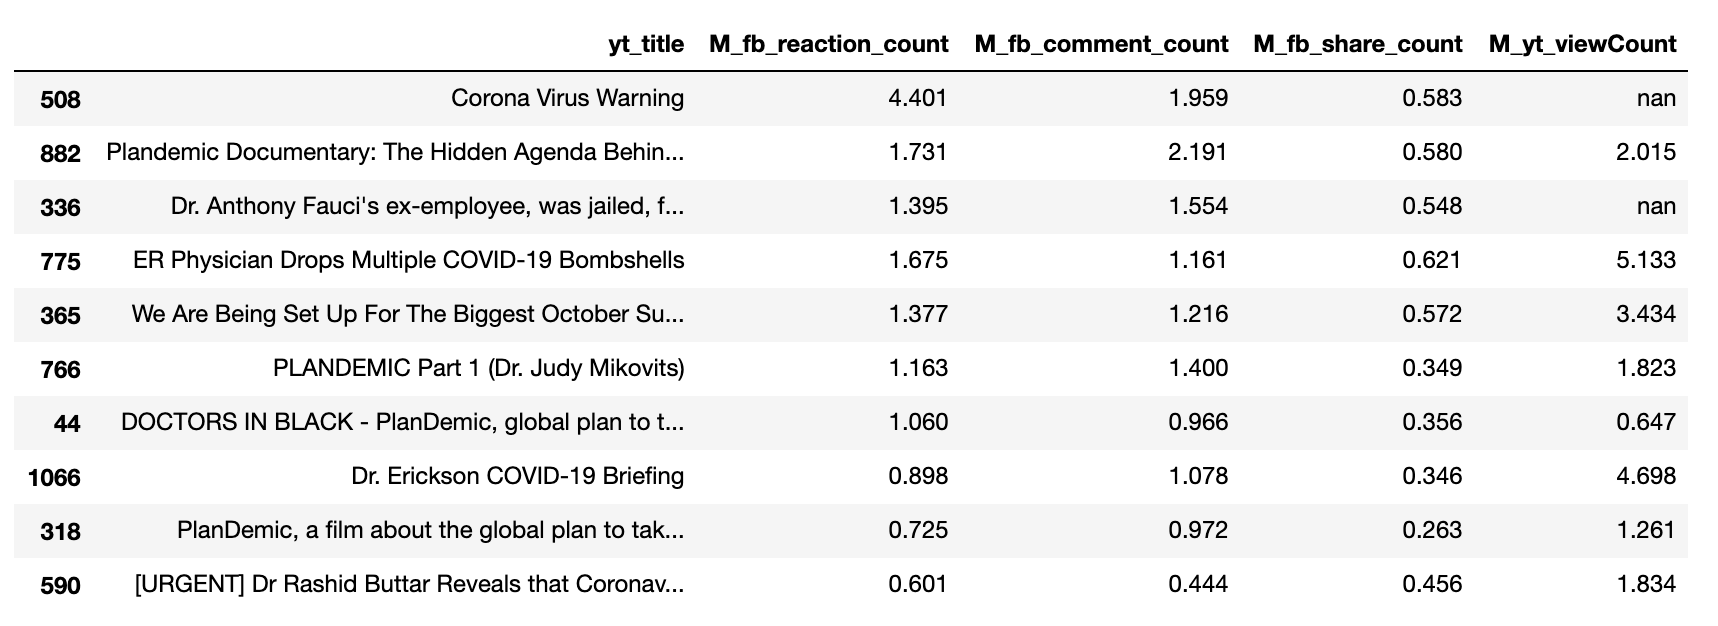 yt_title M_fb_reaction_count M_fb_comment_count M_fb_share_count M_yt_viewCount
508 Corona Virus Warning 4.401 1.959 0.583 nan
882 Plandemic Documentary: The Hidden Agenda Behin... 1.731 2.191 0.580 2.015
336 Dr. Anthony Fauci's ex-employee, was jailed, f... 1.395 1.554 0.548 nan
775 ER Physician Drops Multiple COVID-19 Bombshells 1.675 1.161 0.621 5.133
365 We Are Being Set Up For The Biggest October Su... 1.377 1.216 0.572 3.434
766 PLANDEMIC Part 1 (Dr. Judy Mikovits) 1.163 1.400 0.349 1.823
44 DOCTORS IN BLACK - PlanDemic, global plan to t... 1.060 0.966 0.356 0.647
1066 Dr. Erickson COVID-19 Briefing 0.898 1.078 0.346 4.698
318 PlanDemic, a film about the global plan to tak... 0.725 0.972 0.263 1.261
590 [URGENT] Dr Rashid Buttar Reveals that Coronav... 0.601 0.444 0.456 1.834